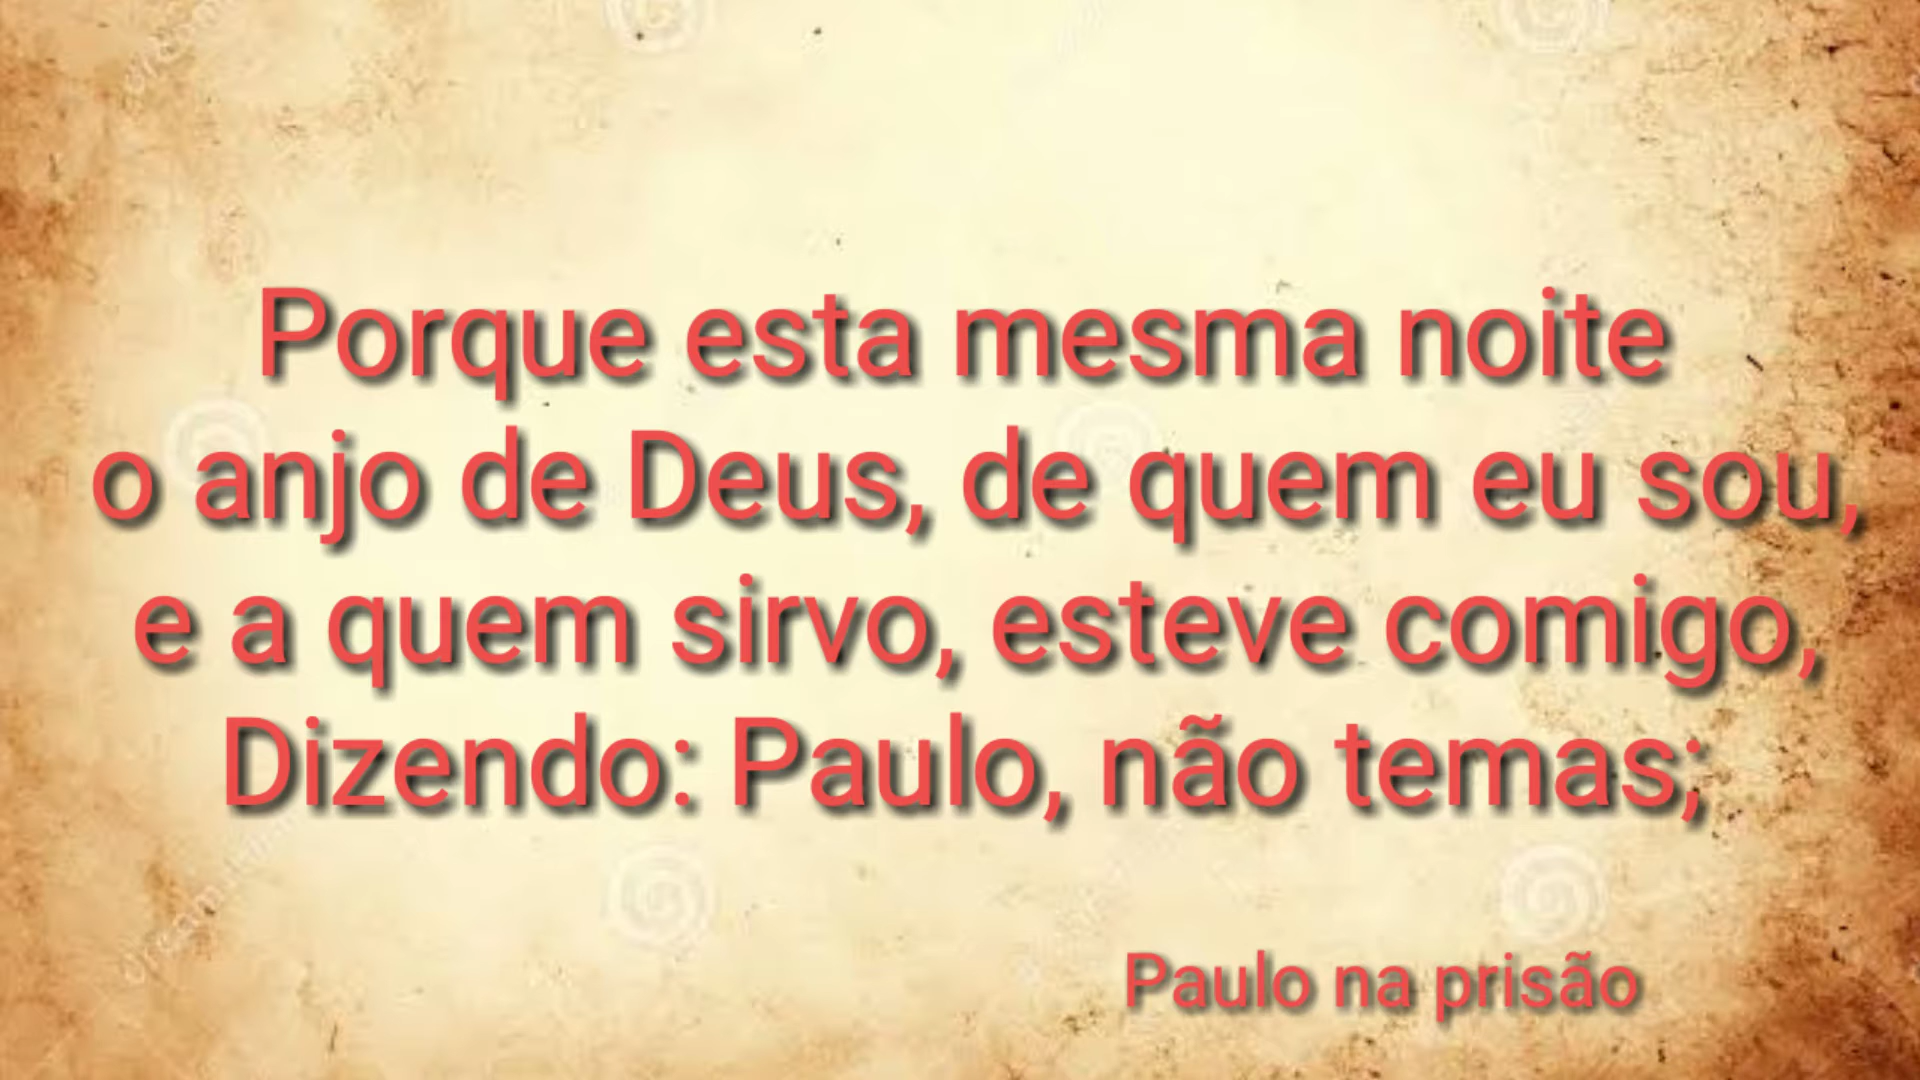 Porque esta mesma noite
o anjo de Deus, de quem eu sou,
e a quem sirvo, esteve comigo,
Dizendo: Paulo, não temas;
Paulo na prisão